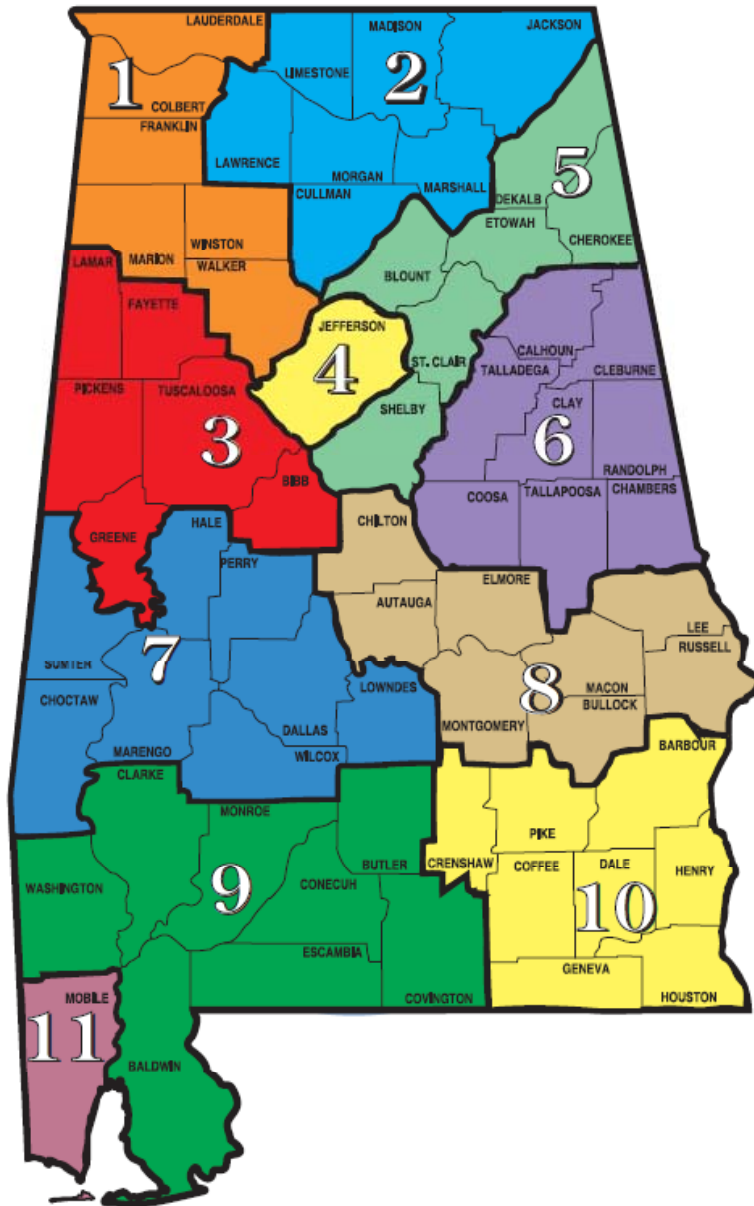 LAUDERDALE
MADISON
JACKSON
LIMESTONE
1
2
COLBERT
FRANKLIN
LAWRENCE
MORGAN
MARSHALL
CULLMAN
5
DEKALB
ETOWAH
CHEROKEE
WINSTON
MARION
LAMAR
WALKER
BLOUNT
FAYETTE
JEFFERSON
4
ST. CLAIR
CALHOUN
TALLADEGA
CLEBURNE
PICKENS
TUSCALOOSA
3
SHELBY
CLAY
6
RANDOLPH
BIBB
COOSA
TALLAPOOSA
CHAMBERS
GREENE
HALE
CHILTON
PERRY
ELMORE
AUTAUGA
LEE
RUSSELL
SUMTER
7
CHOCTAW
LOWNDES
8
MACON
BULLOCK
DALLAS
MONTGOMERY
MARENGO
WILCOX
BARBOUR
CLARKE
MONROE
PIKE
BUTLER
CRENSHAW
COFFEE
DALE
HENRY
WASHINGTON
9
CONECUH
10
ESCAMBIA
GENEVA
MOBILE
COVINGTON
HOUSTON
11
BALDWIN